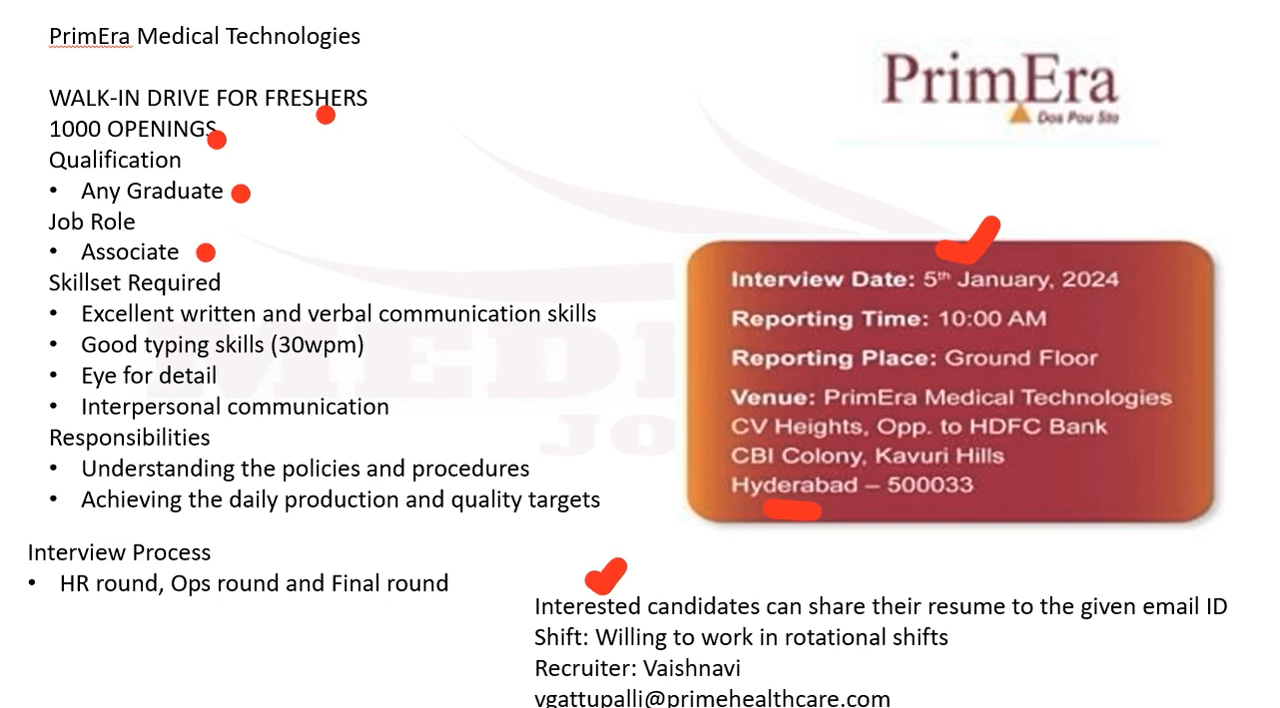 PrimEra Medical Technologies
WALK-IN DRIVE FOR FRESHERS
1000 OPENINGS
Qualification
• Any Graduate
Job Role
• Associate
Skillset Required
• Excellent written and verbal communication skills
• Good typing skills (30wpm)
• Eye for detail
• Interpersonal communication
Responsibilities
• Understanding the policies and procedures
• Achieving the daily production and quality targets
Interview Process
• HR round, Ops round and Final round
PrimEra
Dos Pou Sto
Interview Date: 5th January, 2024
Reporting Time: 10:00 AM
Reporting Place: Ground Floor
Venue: PrimEra Medical Technologies
CV Heights, Opp. to HDFC Bank
CBI Colony, Kavuri Hills
Hyderabad – 500033
Interested candidates can share their resume to the given email ID
Shift: Willing to work in rotational shifts
Recruiter: Vaishnavi
vgattupalli@primehealthcare.com